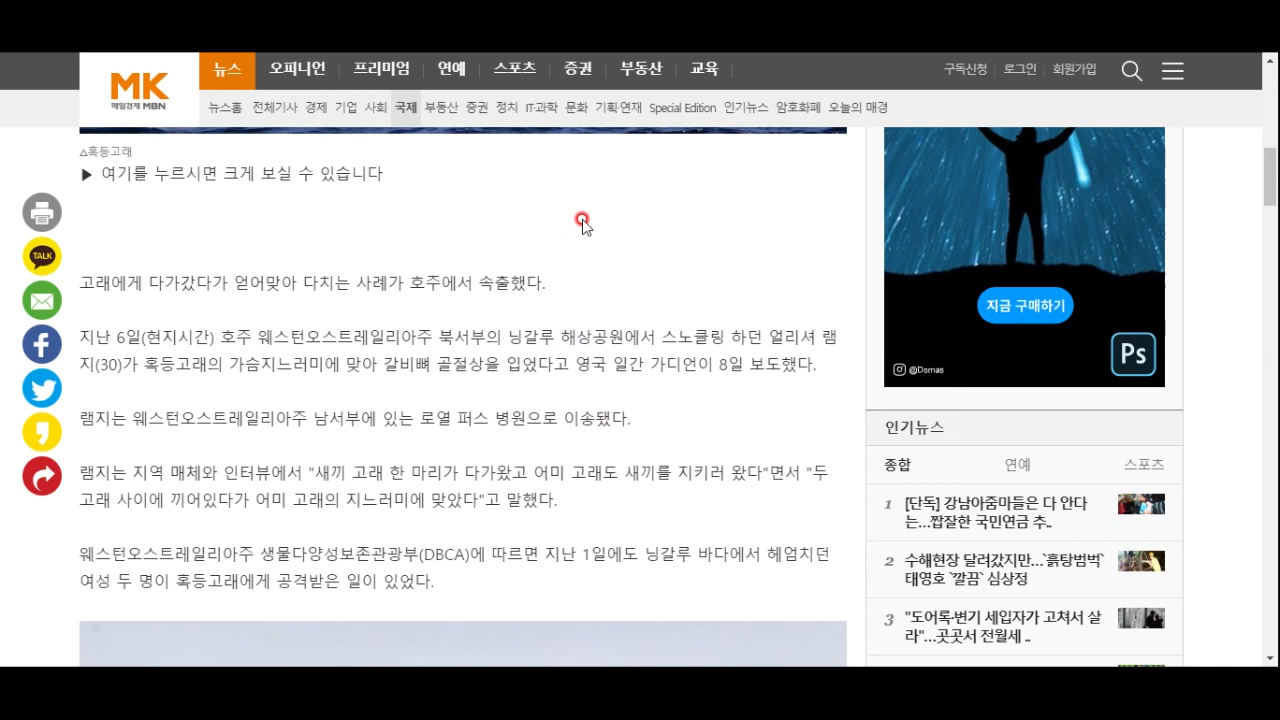 MK
매일경제 MBN
뉴스 오피니언 프리미엄 연예 스포츠 증권 부동산 교육
구독신청 로그인 회원가입
뉴스홈 전체기사 경제 기업 사회 국제 부동산 증권 정치 IT·과학 문화 기획·연재 Special Edition 인기뉴스 암호화폐 오늘의 매경
△혹등고래
▶ 여기를 누르시면 크게 보실 수 있습니다
TALK
고래에게 다가갔다가 얻어맞아 다치는 사례가 호주에서 속출했다.
지난 6일(현지시간) 호주 웨스턴오스트레일리아주 북서부의 닝갈루 해상공원에서 스노클링 하던 얼리셔 램
지(30)가 혹등고래의 가슴지느러미에 맞아 갈비뼈 골절상을 입었다고 영국 일간 가디언이 8일 보도했다.
램지는 웨스턴오스트레일리아주 남서부에 있는 로열 퍼스 병원으로 이송됐다.
램지는 지역 매체와 인터뷰에서 "새끼 고래 한 마리가 다가왔고 어미 고래도 새끼를 지키러 왔다"면서 "두
고래 사이에 끼어있다가 어미 고래의 지느러미에 맞았다"고 말했다.
웨스턴오스트레일리아주 생물다양성보존관광부(DBCA)에 따르면 지난 1일에도 닝갈루 바다에서 헤엄치던
여성 두 명이 혹등고래에게 공격받은 일이 있었다.
지금 구매하기
Ps
@Dornas
인기뉴스
종합 연예 스포츠
1 [단독] 강남아줌마들은 다 안다
는...짭잘한 국민연금 추..
2 수해현장 달려갔지만...`흙탕범벅`
태영호 `깔끔` 심상정
3 "도어록·변기 세입자가 고쳐서 살
라"...곳곳서 전월세 ..